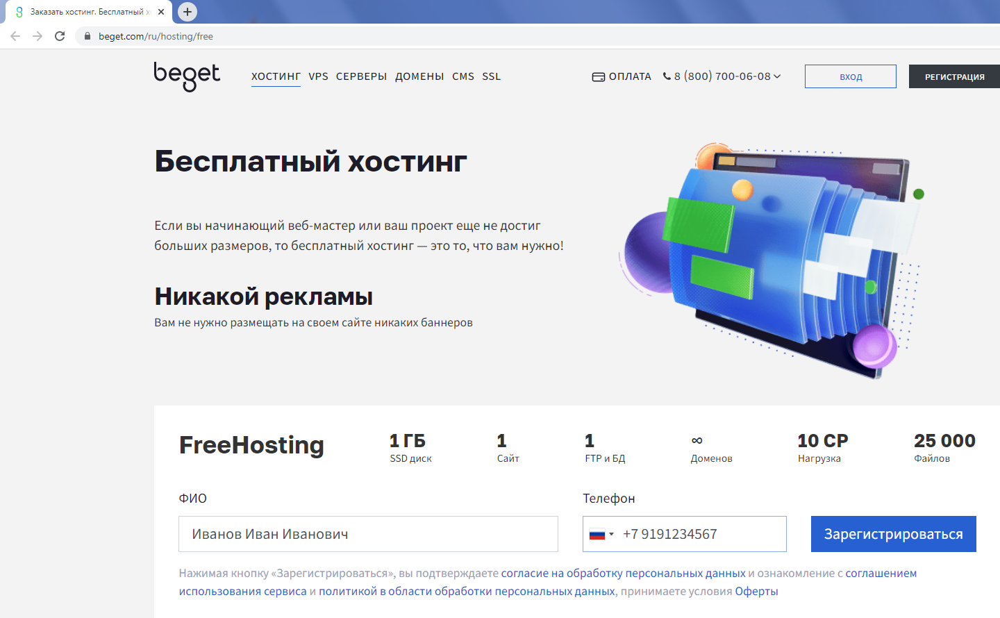 Заказать хостинг. Бесплатный
beget.com/ru/hosting/free
beget
ХОСТИНГ VPS СЕРВЕРЫ ДОМЕНЫ CMS SSL
ОПЛАТА 8 (800) 700-06-08 ВХОД РЕГИСТРАЦИЯ
Бесплатный хостинг
Если вы начинающий веб-мастер или ваш проект еще не достиг
больших размеров, то бесплатный хостинг — это то, что вам нужно!
Никакой рекламы
Вам не нужно размещать на своем сайте никаких баннеров
FreeHosting
1 ГБ 1 1 ∞ 10 CP 25 000
SSD диск Сайт FTP и БД Доменов Нагрузка Файлов
ФИО Телефон
Иванов Иван Иванович +7 9191234567 Зарегистрироваться
Нажимая кнопку «Зарегистрироваться», вы подтверждаете согласие на обработку персональных данных и ознакомление с соглашением
использования сервиса и политикой в области обработки персональных данных, принимаете условия Оферты